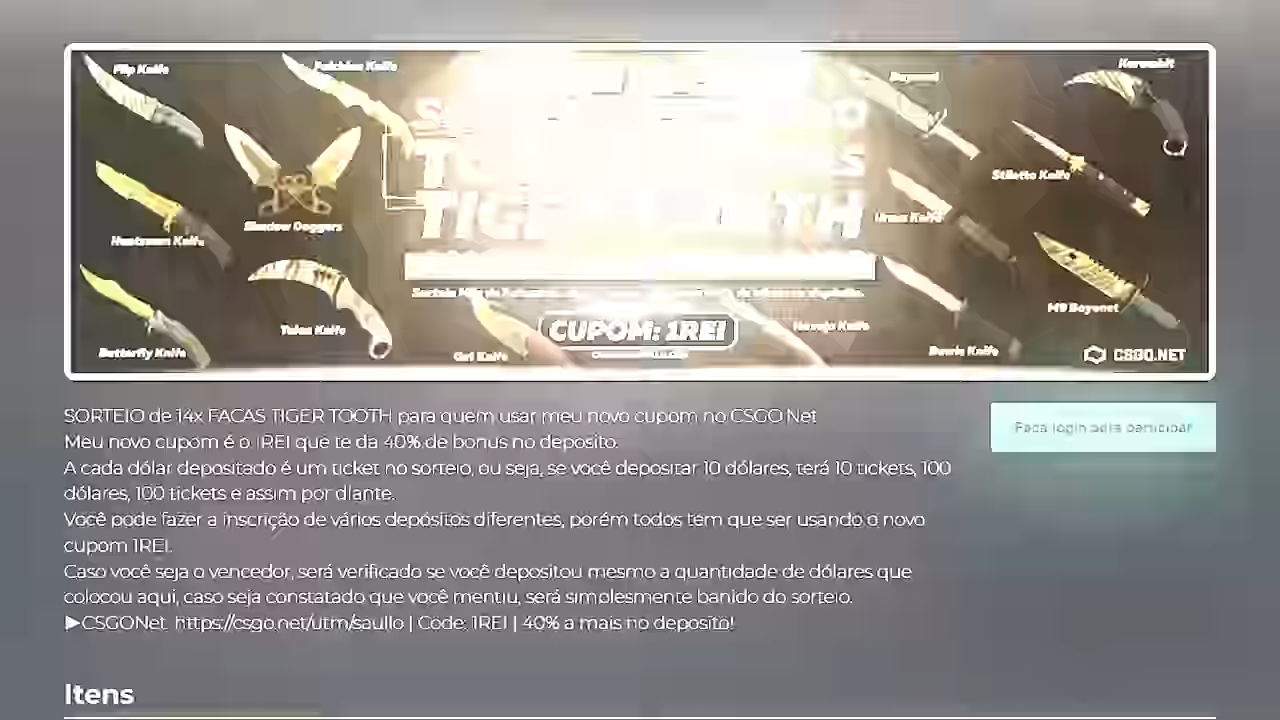 Flip Knife
Falchion Knife
Karambit
Stiletto Knife
Shadow Daggers
Ursus Knife
Huntsman Knife
TIGER TOOTH
M9 Bayonet
CUPOM: 1REI
Talon Knife
Navaja Knife
Butterfly Knife
Gut Knife
Bowie Knife
CSGO.NET
SORTEIO de 14x FACAS TIGER TOOTH para quem usar meu novo cupom no CSGO Net
Meu novo cupom é o 1REI que te da 40% de bonus no deposito.
A cada dólar depositado é um ticket no sorteio, ou seja, se você depositar 10 dólares, terá 10 tickets, 100
dólares, 100 tickets e assim por diante.
Você pode fazer a inscrição de vários depósitos diferentes, porém todos tem que ser usando o novo
cupom 1REI.
Caso você seja o vencedor, será verificado se você depositou mesmo a quantidade de dólares que
colocou aqui, caso seja constatado que você mentiu, será simplesmente banido do sorteio.
▶CSGONet: https://csgo.net/utm/saullo | Code: 1REI | 40% a mais no deposito!
Faça login para participar
Itens